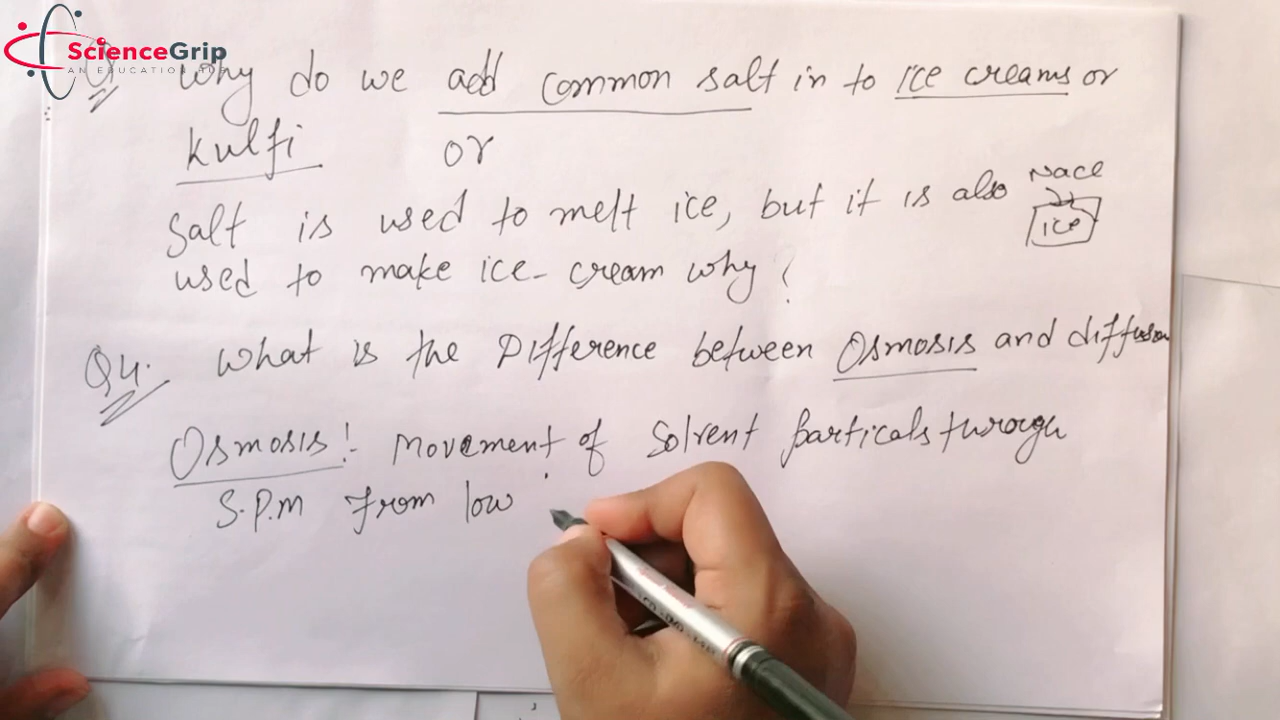 ScienceGrip
AN EDUCATION
Why do we add common salt in to ice creams or
Kulfi or
Salt is used to melt ice, but it is also
NaCl
ice
used to make ice-cream why?
Q4. What is the Difference between Osmosis and diffusion
Osmosis:- Movement of Solvent particals through
S.P.M from low